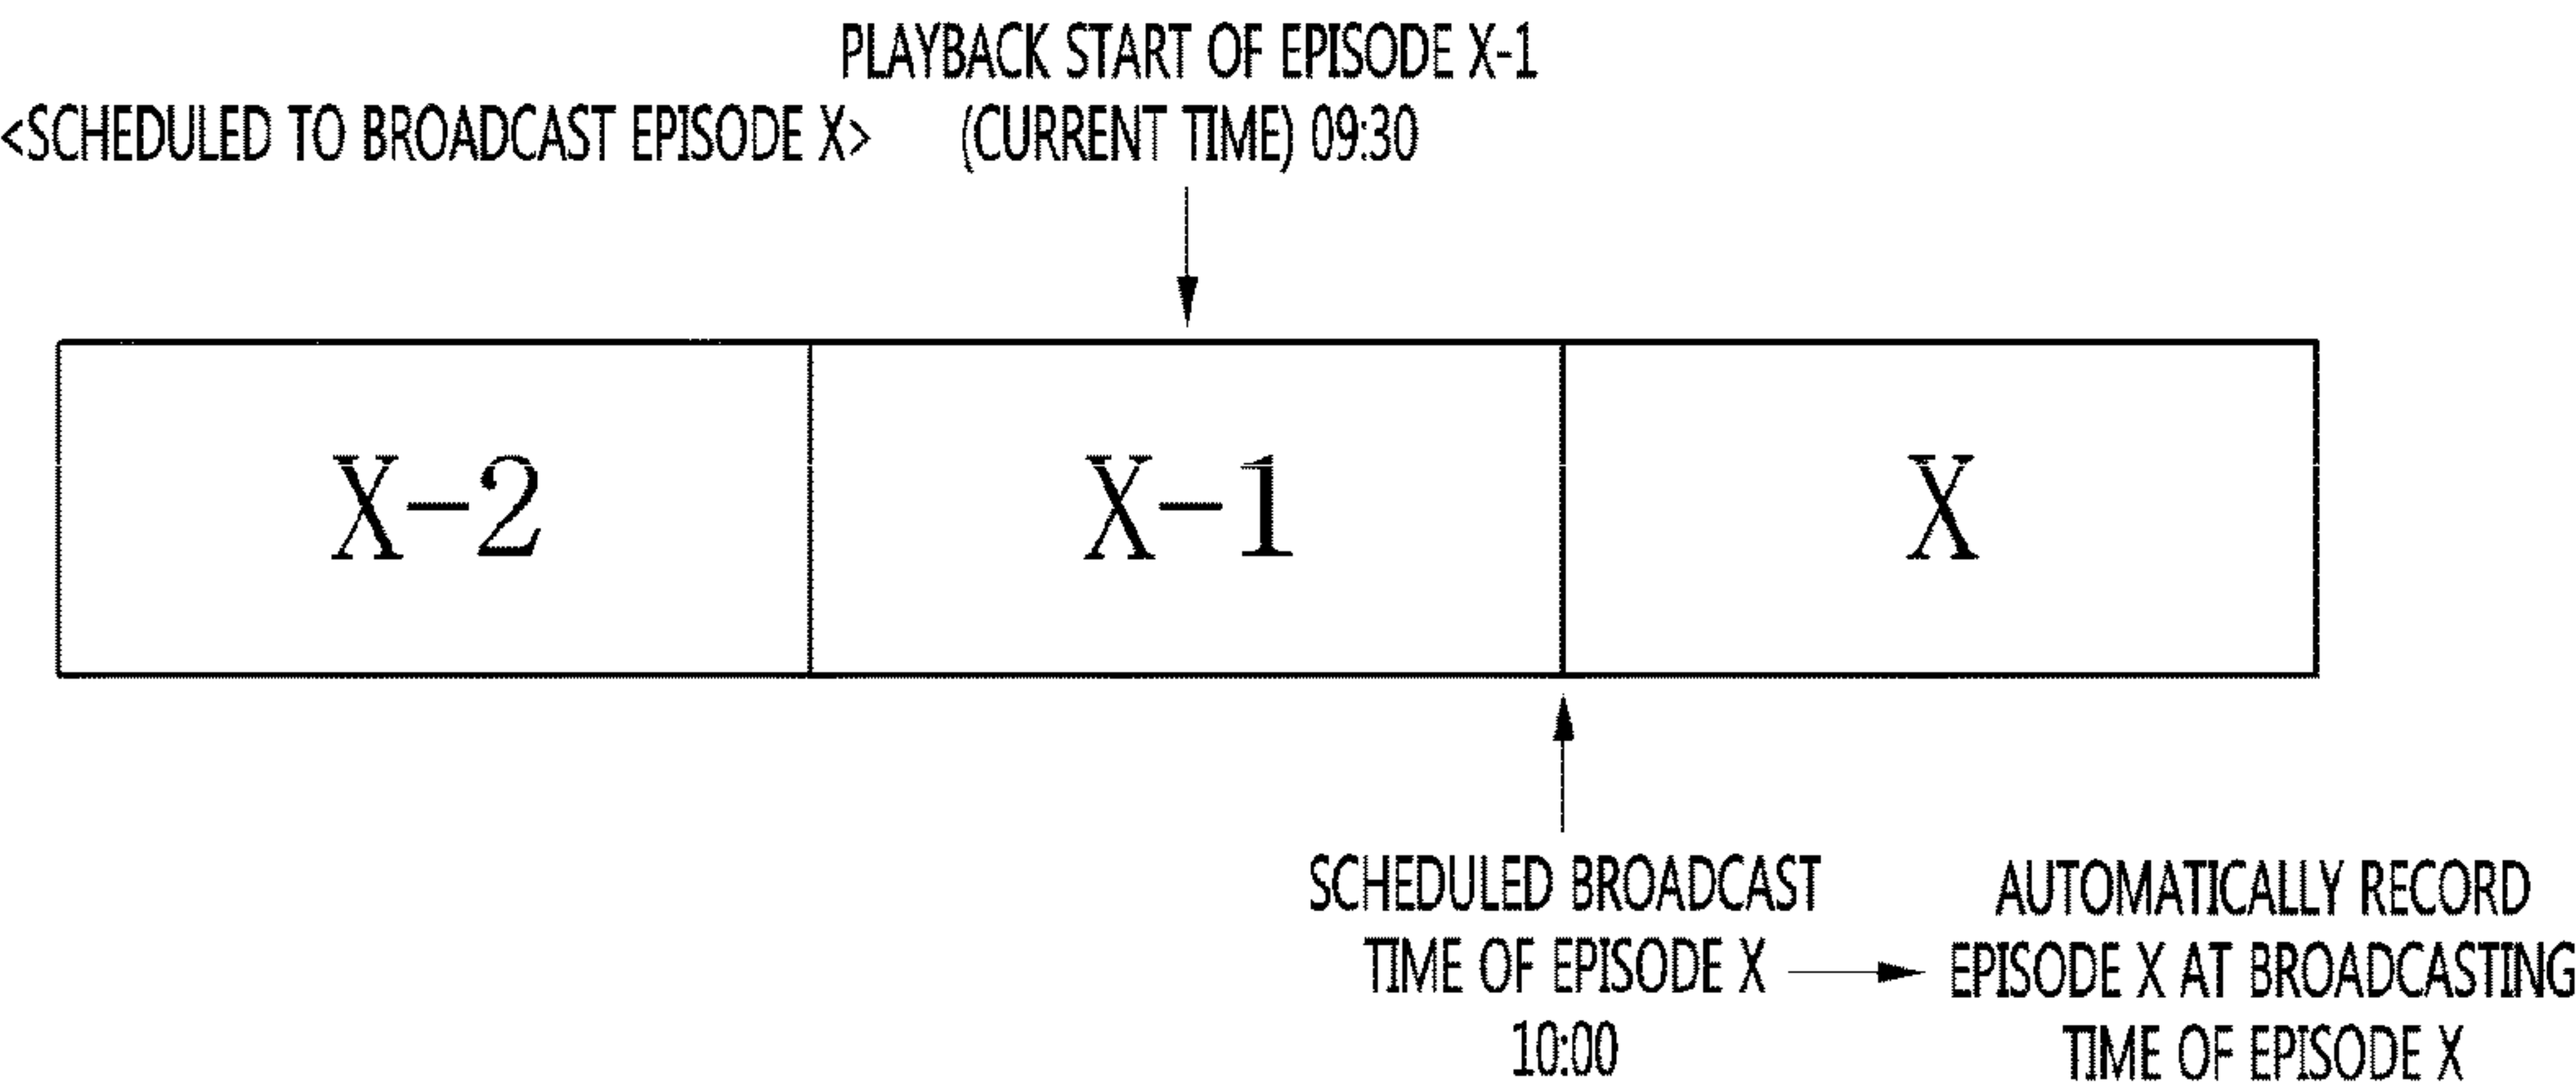 PLAYBACK START OF EPISODE X-1
<SCHEDULED TO BROADCAST EPISODE X>
(CURRENT TIME) 09:30
X-2
X-1
X
SCHEDULED BROADCAST
TIME OF EPISODE X
10:00
AUTOMATICALLY RECORD
EPISODE X AT BROADCASTING
TIME OF EPISODE X